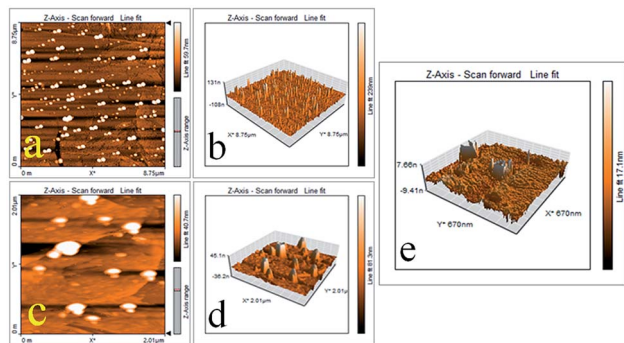 Z-Axis - Scan forward Line fit
8.75µm
Y*
0 m
0 m
X*
8.75µm
Line fit 59.7nm
Z-Axis range
a
Z-Axis - Scan forward Line fit
131n
-108n
X* 8.75µm
Y* 8.75µm
Line fit 239nm
b
Z-Axis - Scan forward Line fit
2.01µm
Y*
0 m
0 m
X*
2.01µm
Line fit 40.7nm
Z-Axis range
c
Z-Axis - Scan forward Line fit
45.1n
-36.2n
X* 2.01µm
Y* 2.01µ
Line fit 81.3nm
d
Z-Axis - Scan forward Line fit
7.66n
-9.41n
Y* 670nm
X* 670nm
Line fit 17.1nm
e